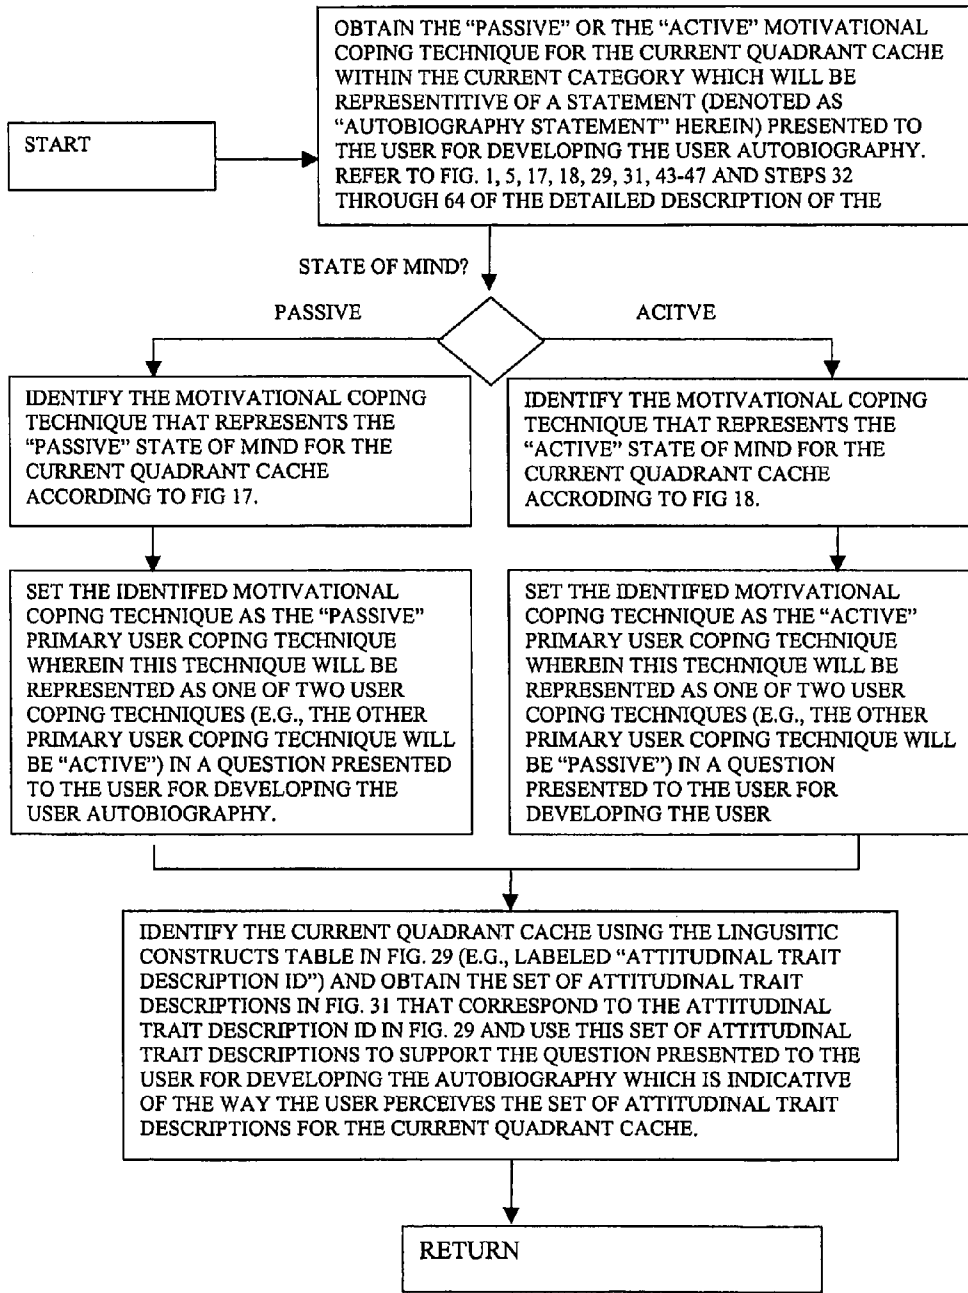 START
OBTAIN THE “PASSIVE” OR THE “ACTIVE” MOTIVATIONAL
COPING TECHNIQUE FOR THE CURRENT QUADRANT CACHE
WITHIN THE CURRENT CATEGORY WHICH WILL BE
REPRESENTITIVE OF A STATEMENT (DENOTED AS
“AUTOBIOGRAPHY STATEMENT” HEREIN) PRESENTED TO
THE USER FOR DEVELOPING THE USER AUTOBIOGRAPHY.
REFER TO FIG. 1, 5, 17, 18, 29, 31, 43-47 AND STEPS 32
THROUGH 64 OF THE DETAILED DESCRIPTION OF THE
STATE OF MIND?
PASSIVE
ACITVE
IDENTIFY THE MOTIVATIONAL COPING
TECHNIQUE THAT REPRESENTS THE
“PASSIVE” STATE OF MIND FOR THE
CURRENT QUADRANT CACHE
ACCORDING TO FIG 17.
IDENTIFY THE MOTIVATIONAL COPING
TECHNIQUE THAT REPRESENTS THE
“ACTIVE” STATE OF MIND FOR THE
CURRENT QUADRANT CACHE
ACCRODING TO FIG 18.
SET THE IDENTIFED MOTIVATIONAL
COPING TECHNIQUE AS THE “PASSIVE”
PRIMARY USER COPING TECHNIQUE
WHEREIN THIS TECHNIQUE WILL BE
REPRESENTED AS ONE OF TWO USER
COPING TECHNIQUES (E.G., THE OTHER
PRIMARY USER COPING TECHNIQUE WILL
BE “ACTIVE”) IN A QUESTION PRESENTED
TO THE USER FOR DEVELOPING THE
USER AUTOBIOGRAPHY.
SET THE IDENTIFED MOTIVATIONAL
COPING TECHNIQUE AS THE “ACTIVE”
PRIMARY USER COPING TECHNIQUE
WHEREIN THIS TECHNIQUE WILL BE
REPRESENTED AS ONE OF TWO USER
COPING TECHNIQUES (E.G., THE OTHER
PRIMARY USER COPING TECHNIQUE WILL
BE “PASSIVE”) IN A QUESTION
PRESENTED TO THE USER FOR
DEVELOPING THE USER
IDENTIFY THE CURRENT QUADRANT CACHE USING THE LINGUSITIC
CONSTRUCTS TABLE IN FIG. 29 (E.G., LABELED “ATTITUDINAL TRAIT
DESCRIPTION ID”) AND OBTAIN THE SET OF ATTITUDINAL TRAIT
DESCRIPTIONS IN FIG. 31 THAT CORRESPOND TO THE ATTITUDINAL
TRAIT DESCRIPTION ID IN FIG. 29 AND USE THIS SET OF ATTITUDINAL
TRAIT DESCRIPTIONS TO SUPPORT THE QUESTION PRESENTED TO THE
USER FOR DEVELOPING THE AUTOBIOGRAPHY WHICH IS INDICATIVE
OF THE WAY THE USER PERCEIVES THE SET OF ATTITUDINAL TRAIT
DESCRIPTIONS FOR THE CURRENT QUADRANT CACHE.
RETURN